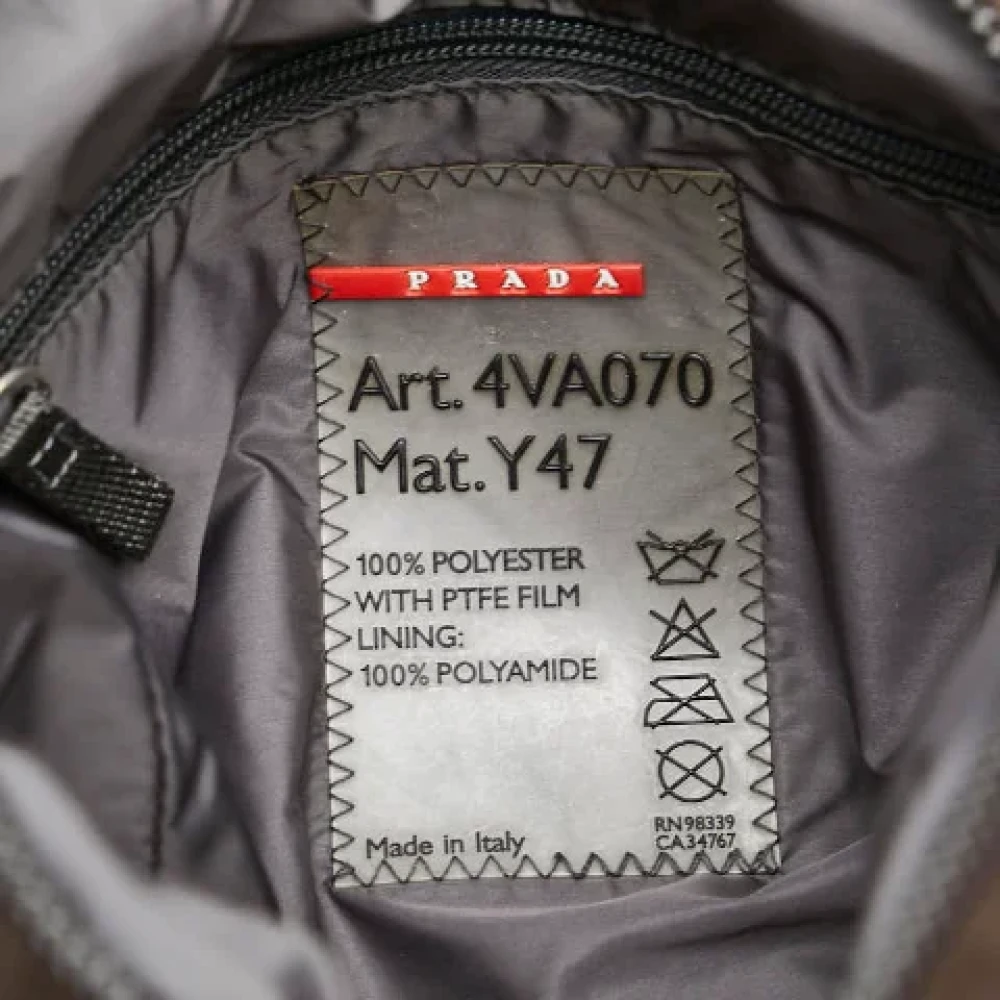 PRADA
Art. 4VA070
Mat. Y47
100% POLYESTER
WITH PTFE FILM
LINING:
100% POLYAMIDE
Made in Italy
RN98339
CA34767